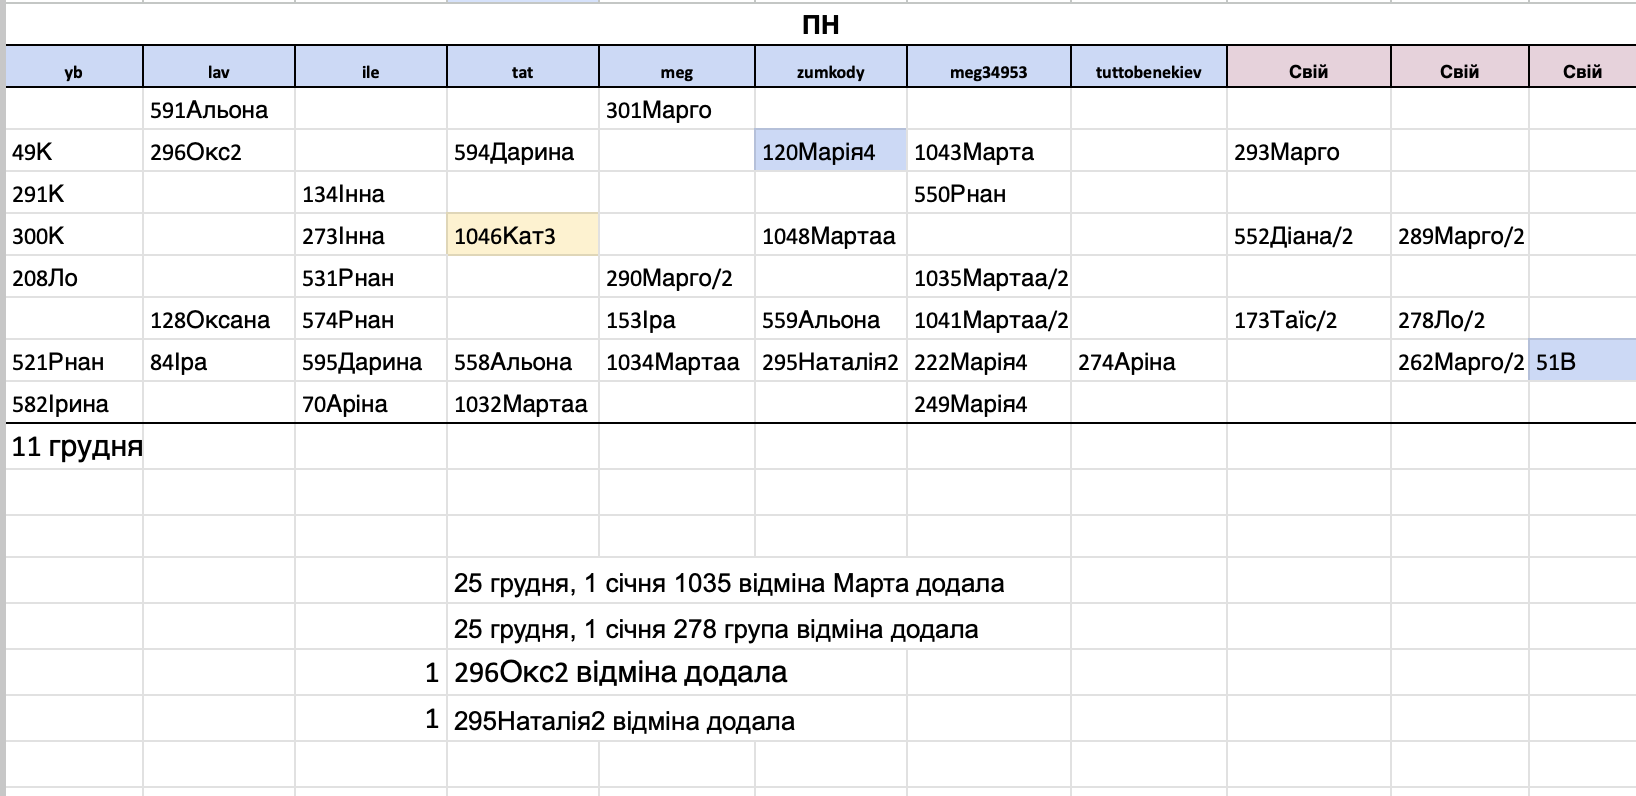 ПН
yb lav ile tat meg zumkody meg34953 tuttobenekiev Свій Свій Свій
591Альона 301Марго
49К 296Окс2 594Дарина 120Марія4 1043Марта 293Марго
291К 134Інна 550Рнан
300К 273Інна 1046Кат3 1048Мартаа 552Діана/2 289Марго/2
208Ло 531Рнан 290Марго/2 1035Мартаа/2
128Оксана 574Рнан 153Іра 559Альона 1041Мартаа/2 173Таїс/2 278Ло/2
521Рнан 84Іра 595Дарина 558Альона 1034Мартаа 295Наталія2 222Марія4 274Аріна 262Марго/2 51В
582Ірина 70Аріна 1032Мартаа 249Марія4
11 грудня
25 грудня, 1 січня 1035 відміна Марта додала
25 грудня, 1 січня 278 група відміна додала
1 296Окс2 відміна додала
1 295Наталія2 відміна додала